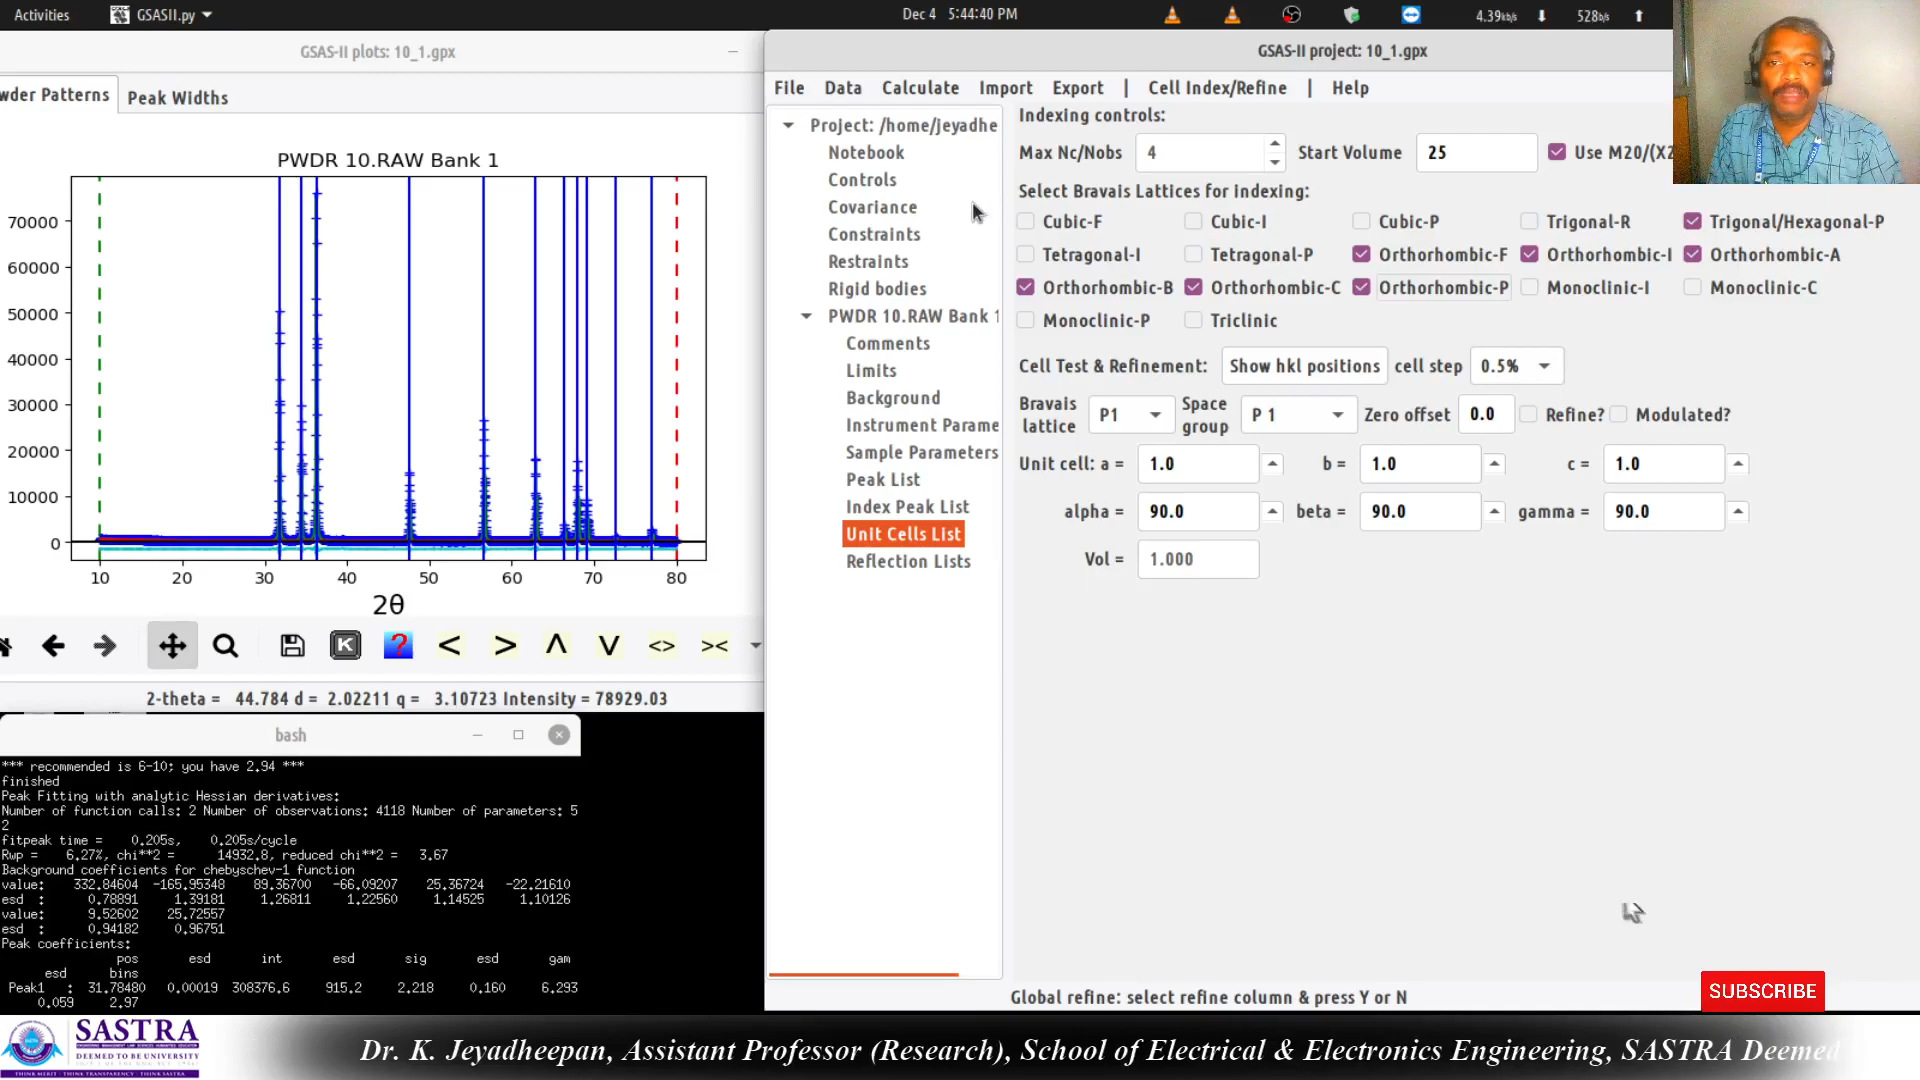 Activities
GSASII.py
Dec 4 5:44:40 PM
4.39kb/s
528b/s
GSAS-II plots: 10_1.gpx
wder Patterns
Peak Widths
PWDR 10.RAW Bank 1
70000
60000
50000
40000
30000
20000
10000
0
10 20 30 40 50 60 70 80
2θ
K
?
< > Λ V <> ><
2-theta = 44.784 d = 2.02211 q = 3.10723 Intensity = 78929.03
bash
*** recommended is 6-10; you have 2.94 ***
finished
Peak Fitting with analytic Hessian derivatives:
Number of function calls: 2 Number of observations: 4118 Number of parameters: 5
2
fitpeak time = 0.205s, 0.205s/cycle
Rwp = 6.27%, chi**2 = 14932.8, reduced chi**2 = 3.67
Background coefficients for chebyschev-1 function
value: 332.84604 -165.95348 89.36700 -66.09207 25.36724 -22.21610
esd : 0.78891 1.39181 1.26811 1.22560 1.14525 1.10126
value: 9.52602 25.72557
esd : 0.94182 0.96751
Peak coefficients:
pos esd int esd sig esd gam
esd bins
Peak1 : 31.78480 0.00019 308376.6 915.2 2.218 0.160 6.293
0.059 2.97
GSAS-II project: 10_1.gpx
File Data Calculate Import Export | Cell Index/Refine | Help
Project: /home/jeyadhe
Notebook
Controls
Covariance
Constraints
Restraints
Rigid bodies
PWDR 10.RAW Bank 1
Comments
Limits
Background
Instrument Parame
Sample Parameters
Peak List
Index Peak List
Unit Cells List
Reflection Lists
Indexing controls:
Max Nc/Nobs 4 Start Volume 25 Use M20/(X2
Select Bravais Lattices for indexing:
Cubic-F Cubic-I Cubic-P Trigonal-R Trigonal/Hexagonal-P
Tetragonal-I Tetragonal-P Orthorhombic-F Orthorhombic-I Orthorhombic-A
Orthorhombic-B Orthorhombic-C Orthorhombic-P Monoclinic-I Monoclinic-C
Monoclinic-P Triclinic
Cell Test & Refinement: Show hkl positions cell step 0.5%
Bravais lattice P1 Space group P 1 Zero offset 0.0 Refine? Modulated?
Unit cell: a = 1.0 b = 1.0 c = 1.0
alpha = 90.0 beta = 90.0 gamma = 90.0
Vol = 1.000
Global refine: select refine column & press Y or N
SUBSCRIBE
SASTRA
DEEMED TO BE UNIVERSITY
THINK MERIT · THINK TRANSPARENCY · THINK SASTRA
Dr. K. Jeyadheepan, Assistant Professor (Research), School of Electrical & Electronics Engineering, SASTRA Deemed